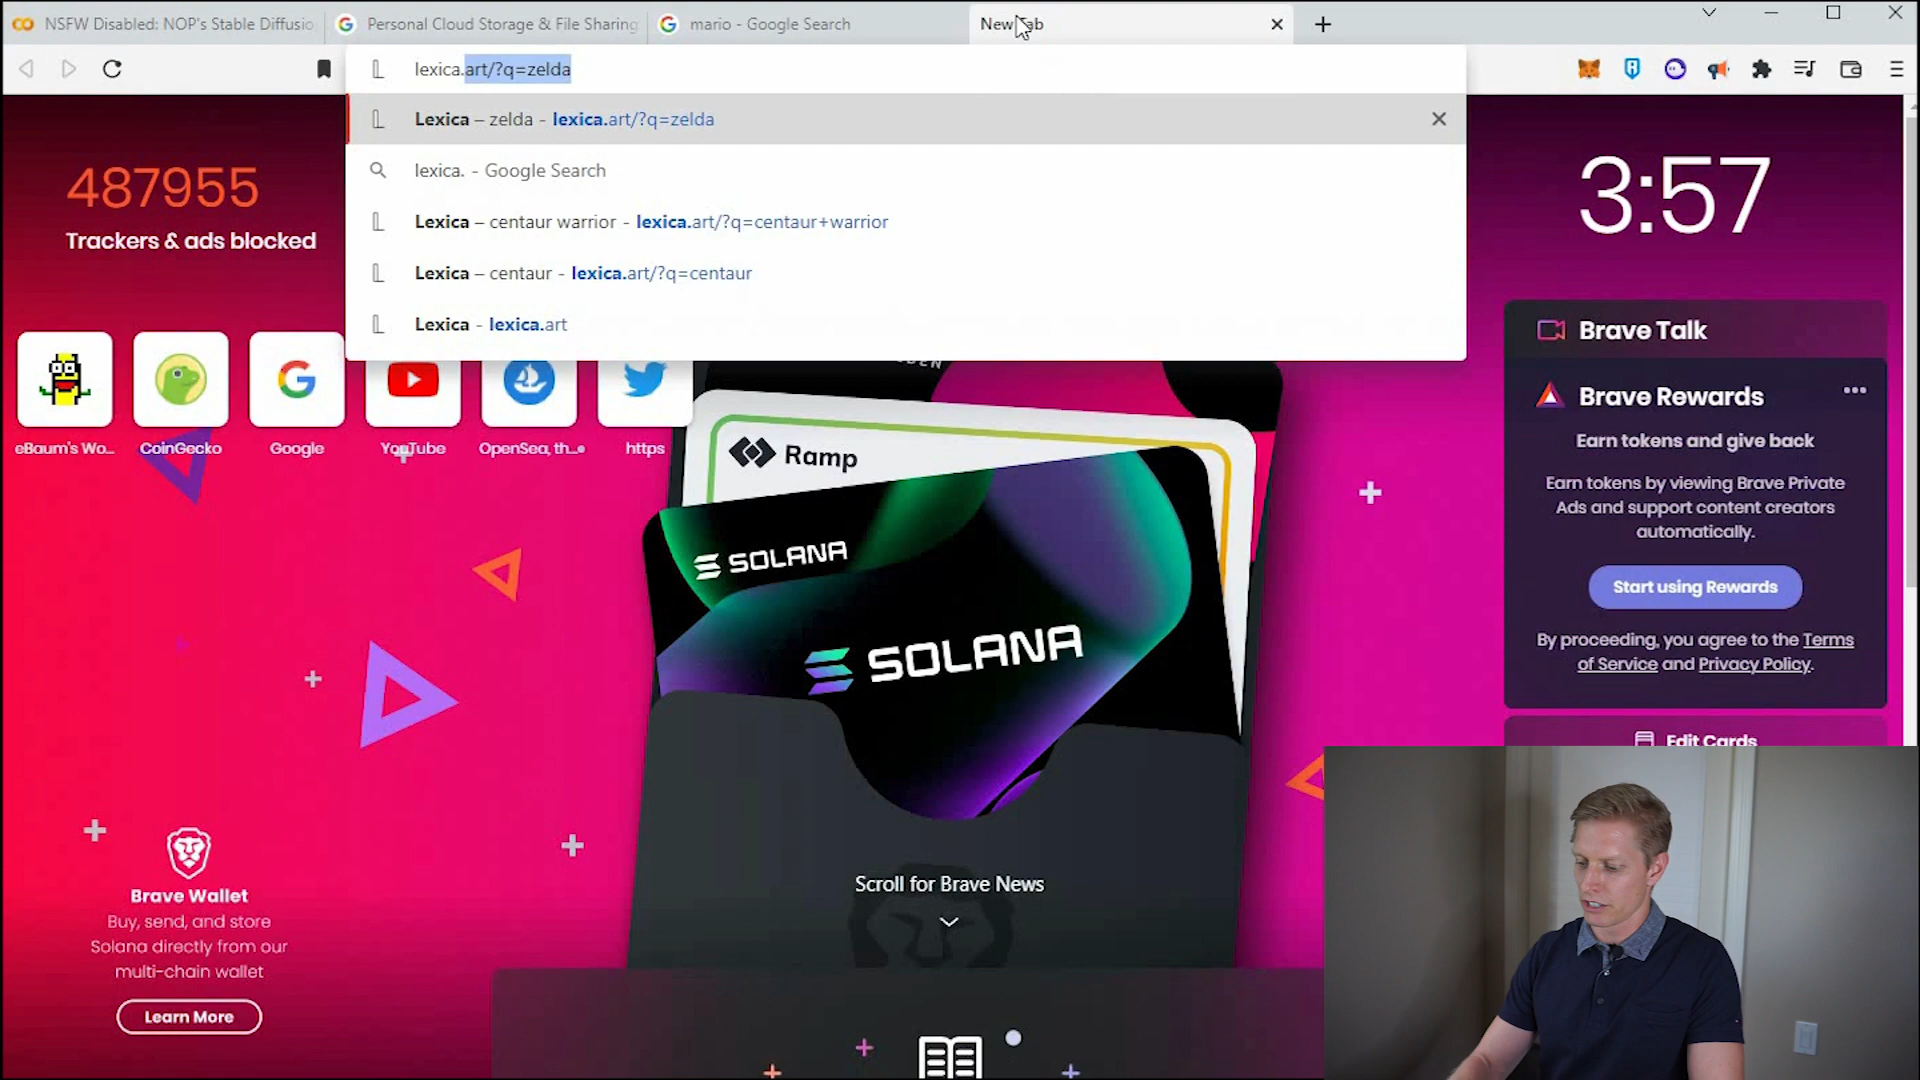 NSFW Disabled: NOP's Stable Diffusio
Personal Cloud Storage & File Sharing
mario - Google Search
New Tab
lexica.art/?q=zelda
Lexica – zelda - lexica.art/?q=zelda
lexica. - Google Search
Lexica – centaur warrior - lexica.art/?q=centaur+warrior
Lexica – centaur - lexica.art/?q=centaur
Lexica - lexica.art
487955
Trackers & ads blocked
3:57
eBaum's Wo...
CoinGecko
Google
YouTube
OpenSea, th...
https
Ramp
SOLANA
SOLANA
Scroll for Brave News
Brave Talk
Brave Rewards
Earn tokens and give back
Earn tokens by viewing Brave Private
Ads and support content creators
automatically.
Start using Rewards
By proceeding, you agree to the Terms
of Service and Privacy Policy.
Edit Cards
Brave Wallet
Buy, send, and store
Solana directly from our
multi-chain wallet
Learn More